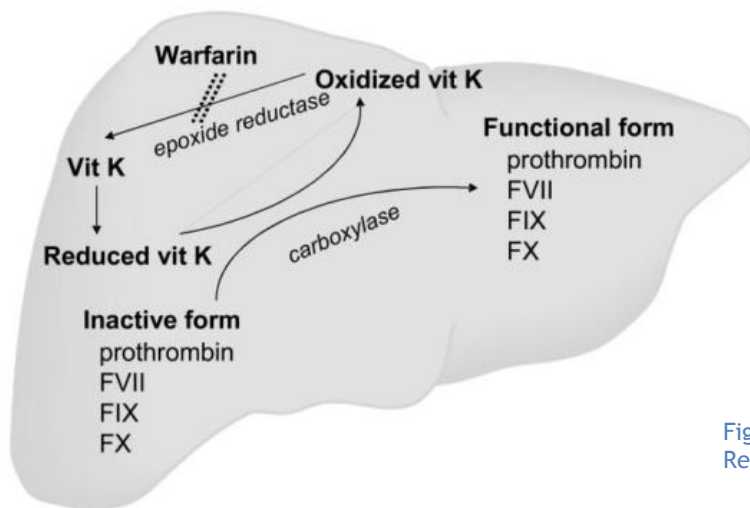 Warfarin
Oxidized vit K
epoxide reductase
Vit K
Reduced vit K
carboxylase
Inactive form
prothrombin
FVII
FIX
FX
Functional form
prothrombin
FVII
FIX
FX